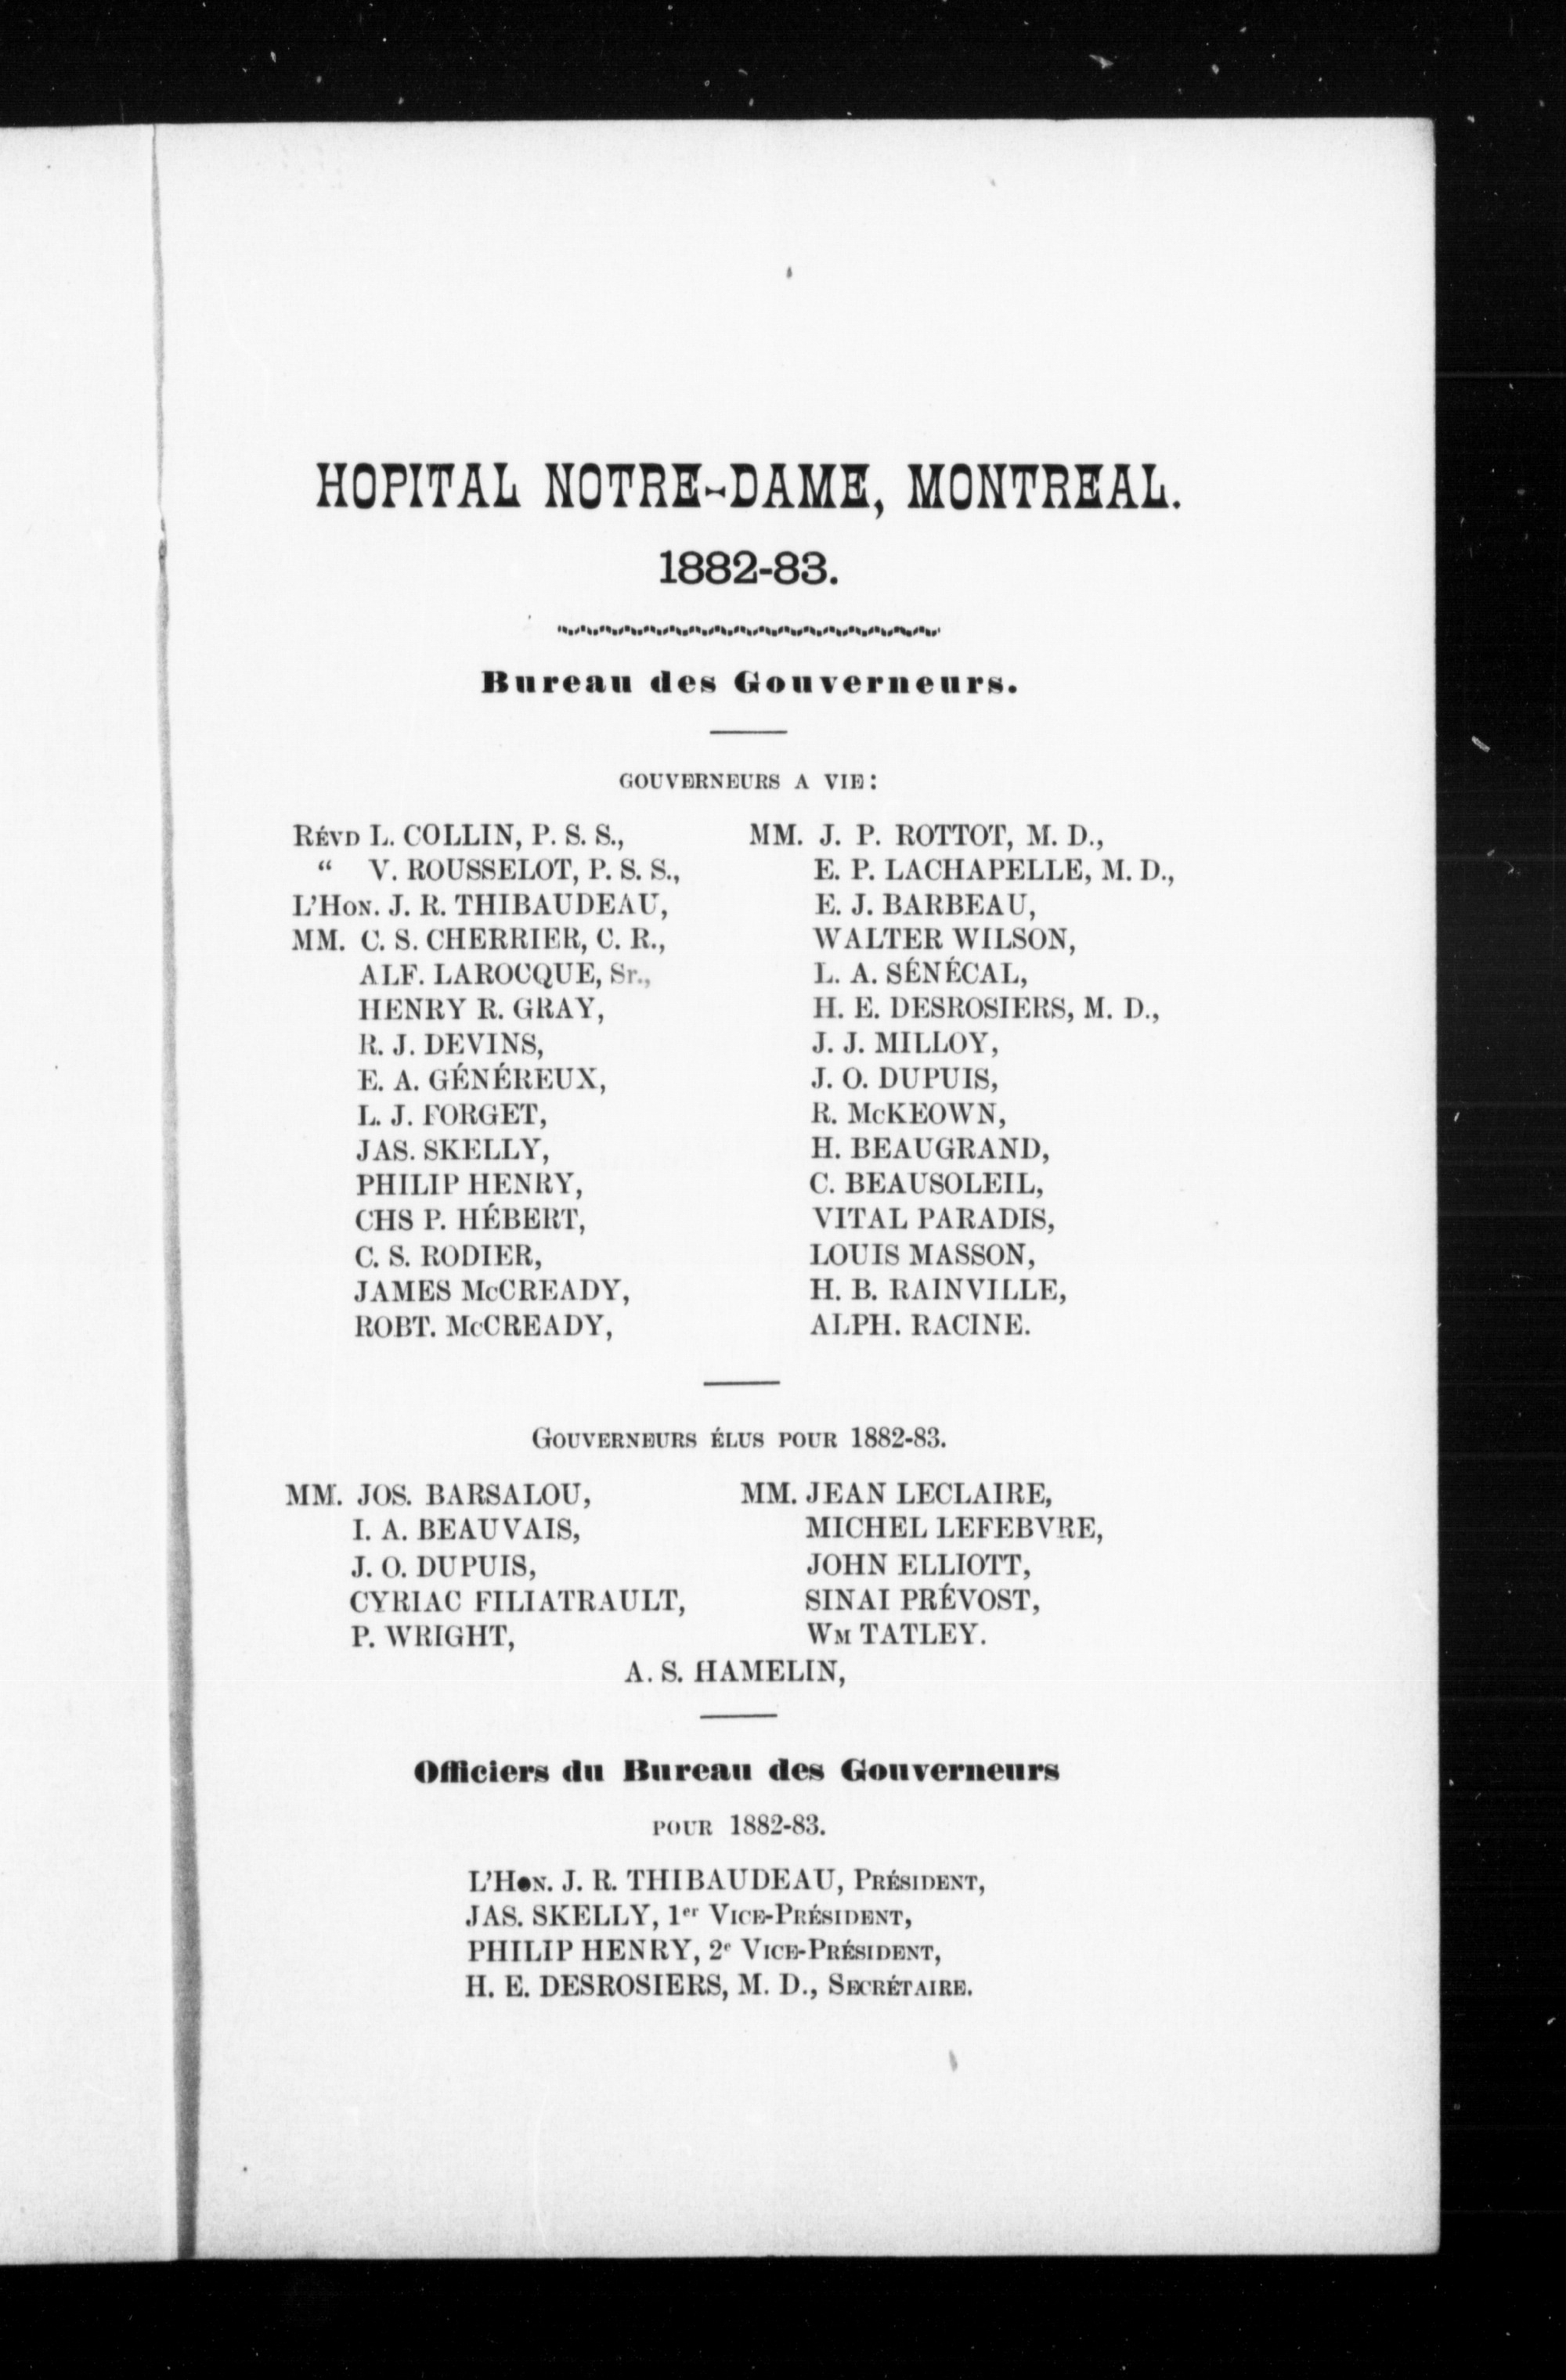 HOPITAL NOTRE-DAME, MONTREAL.
1882-83.
Bureau des Gouverneurs.
GOUVERNEURS A VIE:
RÉVD L. COLLIN, P. S. S.,
“ V. ROUSSELOT, P. S. S.,
L'HON. J. R. THIBAUDEAU,
MM. C. S. CHERRIER, C. R.,
ALF. LAROCQUE, Sr.,
HENRY R. GRAY,
R. J. DEVINS,
E. A. GÉNÉREUX,
L. J. FORGET,
JAS. SKELLY,
PHILIP HENRY,
CHS P. HÉBERT,
C. S. RODIER,
JAMES McCREADY,
ROBT. McCREADY,
MM. J. P. ROTTOT, M. D.,
E. P. LACHAPELLE, M. D.,
E. J. BARBEAU,
WALTER WILSON,
L. A. SÉNÉCAL,
H. E. DESROSIERS, M. D.,
J. J. MILLOY,
J. O. DUPUIS,
R. McKEOWN,
H. BEAUGRAND,
C. BEAUSOLEIL,
VITAL PARADIS,
LOUIS MASSON,
H. B. RAINVILLE,
ALPH. RACINE.
GOUVERNEURS ÉLUS POUR 1882-83.
MM. JOS. BARSALOU,
I. A. BEAUVAIS,
J. O. DUPUIS,
CYRIAC FILIATRAULT,
P. WRIGHT,
MM. JEAN LECLAIRE,
MICHEL LEFEBVRE,
JOHN ELLIOTT,
SINAI PRÉVOST,
WM TATLEY.
A. S. HAMELIN,
Officiers du Bureau des Gouverneurs
POUR 1882-83.
L'HON. J. R. THIBAUDEAU, PRÉSIDENT,
JAS. SKELLY, 1er VICE-PRÉSIDENT,
PHILIP HENRY, 2e VICE-PRÉSIDENT,
H. E. DESROSIERS, M. D., SECRÉTAIRE.